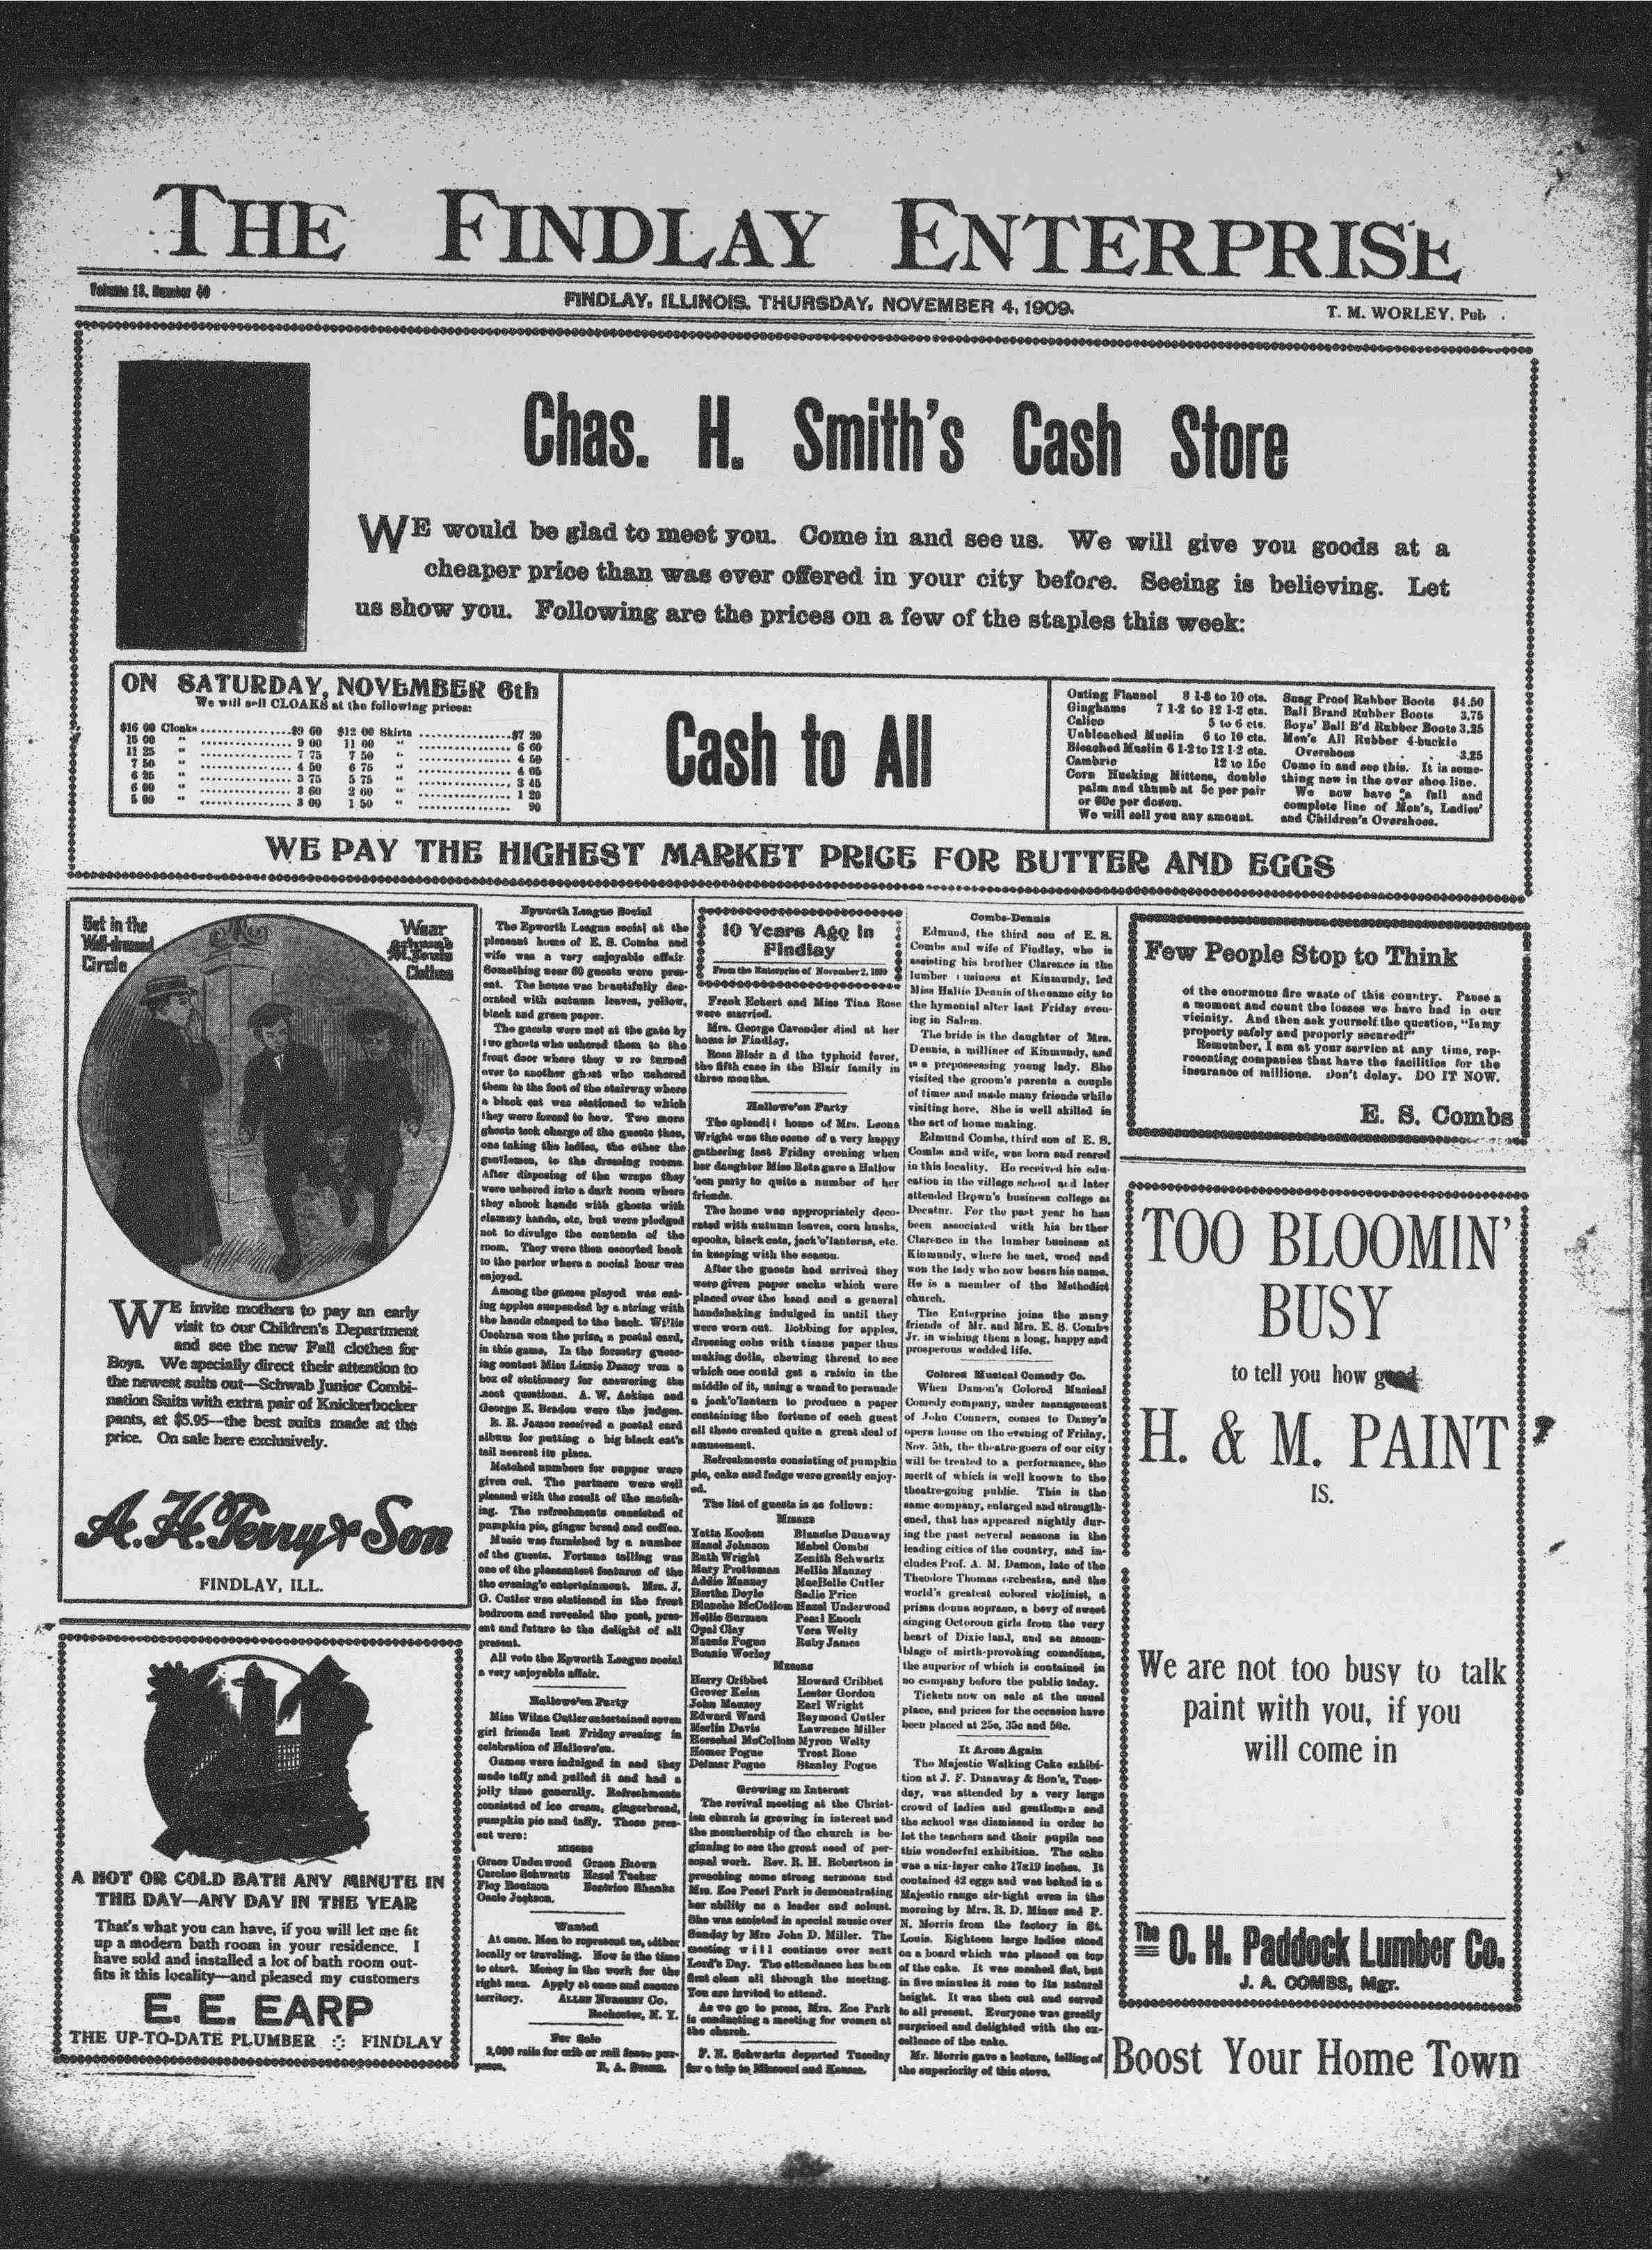 THE FINDLAY ENTERPRISE
Volume 18, Number 50
FINDLAY, ILLINOIS, THURSDAY, NOVEMBER 4, 1909.
T. M. WORLEY, Pub.
Chas. H. Smith's Cash Store
WE would be glad to meet you. Come in and see us. We will give you goods at a
cheaper price than was ever offered in your city before. Seeing is believing. Let
us show you. Following are the prices on a few of the staples this week:
ON SATURDAY, NOVEMBER 6th
We will sell CLOAKS at the following prices:
$16 00 Cloaks ............... $9 60 $12 00 Skirts ............... $7 20
15 00 " ............... 9 00 11 00 " ............... 6 60
11 25 " ............... 7 75 7 50 " ............... 4 50
7 50 " ............... 4 50 6 75 " ............... 4 05
6 25 " ............... 3 75 5 75 " ............... 3 45
6 00 " ............... 3 60 2 60 " ............... 1 20
5 00 " ............... 3 00 1 50 " ............... 90
Cash to All
Outing Flannel 8 1-3 to 10 cts.
Ginghams 7 1-2 to 12 1-2 cts.
Calico 5 to 6 cts.
Unbleached Muslin 6 to 10 cts.
Bleached Muslin 6 1-2 to 12 1-2 cts.
Cambric 12 to 15c
Corn Husking Mittens, double
palm and thumb at 5c per pair
or 60c per dozen.
We will sell you any amount.
Snag Proof Rubber Boots $4.50
Ball Brand Rubber Boots 3.75
Boys' Ball B'd Rubber Boots 3.25
Men's All Rubber 4-buckle
Overshoes . . 3.25
Come in and see this. It is some-
thing new in the over shoe line.
We now have a full and
complete line of Men's, Ladies'
and Children's Overshoes.
WE PAY THE HIGHEST MARKET PRICE FOR BUTTER AND EGGS
Get in the
Well-dressed
Circle
Wear
Clothes
WE invite mothers to pay an early
visit to our Children's Department
and see the new Fall clothes for
Boys. We specially direct their attention to
the newest suits out—Schwab Junior Combi-
nation Suits with extra pair of Knickerbocker
pants, at $5.95—the best suits made at the
price. On sale here exclusively.
A. H. Terry & Son
FINDLAY, ILL.
A HOT OR COLD BATH ANY MINUTE IN
THE DAY—ANY DAY IN THE YEAR
That's what you can have, if you will let me fit
up a modern bath room in your residence. I
have sold and installed a lot of bath room out-
fits it this locality—and pleased my customers
E. E. EARP
THE UP-TO-DATE PLUMBER FINDLAY
Epworth League Social
The Epworth League social at the
pleasant home of E. S. Combs and
wife was a very enjoyable affair.
Something near 60 guests were pres-
ent. The house was beautifully dec-
orated with autumn leaves, yellow,
black and green paper.
The guests were met at the gate by
two ghosts who ushered them to the
front door where they w re turned
over to another ghost who ushered
them to the foot of the stairway where
a black cat was stationed to which
they were forced to bow. Two more
ghosts took charge of the guests then,
one taking the ladies, the other the
gentlemen, to the dressing rooms.
After disposing of the wraps they
were ushered into a dark room where
they shook hands with ghosts with
clammy hands, etc, but were pledged
not to divulge the contents of the
room. They were then escorted back
to the parlor where a social hour was
enjoyed.
Among the games played was eat-
ing apples suspended by a string with
the hands clasped to the back. Willie
Cochran won the prize, a postal card,
in this game. In the forestry guess-
ing contest Miss Lizzie Dazey won a
box of stationery for answering the
most questions. A. W. Askins and
George E. Braden were the judges.
E. R. James received a postal card
album for putting a big black cat's
tail nearest its place.
Matched numbers for supper were
given out. The partners were well
pleased with the result of the match-
ing. The refreshments consisted of
pumpkin pie, ginger bread and coffee.
Music was furnished by a number
of the guests. Fortune telling was
one of the pleasantest features of the
the evening's entertainment. Mrs. J.
G. Cutler was stationed in the front
bedroom and revealed the past, pres-
ent and future to the delight of all
present.
All vote the Epworth League social
a very enjoyable affair.
Hallowe'en Party
Miss Wilna Cutler entertained seven
girl friends last Friday evening in
celebration of Hallowe'en.
Games were indulged in and they
made taffy and pulled it and had a
jolly time generally. Refreshments
consisted of ice cream, gingerbread,
pumpkin pie and taffy. Those pres-
ent were:
MISSES
Grace Underwood Grace Brown
Caroline Schwartz Hazel Tucker
Floy Beatrice Shanks
Jackson.
Wanted
At once. Men to represent us, either
locally or traveling. Now is the time
to start. Money in the work for the
right men. Apply at once and secure
territory. ALLEN NURSERY CO.
Rochester, N. Y.
For Sale
2,000 rails for crib or rail fence pur-
poses. R. A.
10 Years Ago in
Findlay
From the Enterprise of November 2, 1899
Frank Eckert and Miss Tina Rose
were married.
Mrs. George Cavender died at her
home in Findlay.
Ross Blair n d the typhoid fever,
the fifth case in the Blair family in
three months.
Hallowe'en Party
The splendi t home of Mrs. Leona
Wright was the scene of a very happy
gathering last Friday evening when
her daughter Miss Reta gave a Hallow
'een party to quite a number of her
friends.
The home was appropriately deco-
rated with autumn leaves, corn husks,
spooks, black cats, jack'o'lanterns, etc.
in keeping with the season.
After the guests had arrived they
were given paper sacks which were
placed over the head and a general
handshaking indulged in until they
were worn out. Bobbing for apples,
dressing cobs with tissue paper thus
making dolls, chewing thread to see
which one could get a raisin in the
middle of it, using a wand to persuade
a jack'o'lantern to produce a paper
containing the fortune of each guest
all these created quite a great deal of
amusement.
Refreshments consisting of pumpkin
pie, cake and fudge were greatly enjoy-
ed.
The list of guests is as follows:
MISSES
Yetta Kooken Blanche Dunaway
Hazel Johnson Mabel Combs
Ruth Wright Zenith Schwartz
Mary Protteman Nellie Mauzey
Addie Mauzey MaeBelle Cutler
Bertha Doyle Sadie Price
Blanche McCollom Hazel Underwood
Nellie Pearl Enoch
Opal Clay Vera Welty
Nannie Pogue Ruby James
Bonnie Worley
MESSRS
Harry Cribbet Howard Cribbet
Grover Keim Lester Gordon
John Mauzey Earl Wright
Edward Ward Raymond Cutler
Merlin Davis Lawrence Miller
Herschel McCollom Myron Welty
Homer Pogue Treat Rose
Delmar Pogue Stanley Pogue
Growing in Interest
The revival meeting at the Christ-
ian church is growing in interest and
the membership of the church is be-
ginning to see the great need of per-
sonal work. Rev. R. H. Robertson is
preaching some strong sermons and
Mrs. Zoe Pearl Park is demonstrating
her ability as a leader and soloist.
She was assisted in special music over
Sunday by Mrs John D. Miller. The
meeting will continue over next
Lord's Day. The attendance has been
first class all through the meeting.
You are invited to attend.
As we go to press, Mrs. Zoe Park
is conducting a meeting for women at
the church.
F. N. Schwartz departed Tuesday
for a trip to Missouri and Kansas.
Combs-Dennis
Edmund, the third son of E. S.
Combs and wife of Findlay, who is
assisting his brother Clarence in the
lumber business at Kinmundy, led
Miss Haltie Dennis of the same city to
the hymenial alter last Friday even-
ing in Salem.
The bride is the daughter of Mrs.
Dennis, a milliner of Kinmundy, and
is a prepossessing young lady. She
visited the groom's parents a couple
of times and made many friends while
visiting here. She is well skilled in
the art of home making.
Edmund Combs, third son of E. S.
Combs and wife, was born and reared
in this locality. He received his edu-
cation in the village school and later
attended Brown's business college at
Decatur. For the past year he has
been associated with his brther
Clarence in the lumber business at
Kinmundy, where he met, wooed and
won the lady who now bears his name.
He is a member of the Methodist
church.
The Enterprise joins the many
friends of Mr. and Mrs. E. S. Combs
Jr. in wishing them a long, happy and
prosperous wedded life.
Colored Musical Comedy Co.
When Damon's Colored Musical
Comedy company, under management
of John Conners, comes to Dazey's
opera house on the evening of Friday,
Nov. 5th, the theatre-goers of our city
will be treated to a performance, the
merit of which is well known to the
theatre-going public. This is the
same company, enlarged and strength-
ened, that has appeared nightly dur-
ing the past several seasons in the
leading cities of the country, and in-
cludes Prof. A. M. Damon, late of the
Theodore Thomas orchestra, and the
world's greatest colored violinist, a
prima donna soprano, a bevy of sweet
singing Octoroon girls from the very
heart of Dixie land, and an assem-
blage of mirth-provoking comedians,
the superior of which is contained in
no company before the public today.
Tickets now on sale at the usual
place, and prices for the occasion have
been placed at 25c, 35c and 50c.
It Arose Again
The Majestic Walking Cake exhibi-
tion at J. F. Dunaway & Son's, Tues-
day, was attended by a very large
crowd of ladies and gentlemen and
the school was dismissed in order to
let the teachers and their pupils see
this wonderful exhibition. The cake
was a six-layer cake 17x19 inches. It
contained 42 eggs and was baked in a
Majestic range air-tight oven in the
morning by Mrs. R. D. Miner and P.
N. Morris from the factory in St.
Louis. Eighteen large ladies stood
on a board which was placed on top
of the cake. It was mashed flat, but
in five minutes it rose to its natural
height. It was then cut and served
to all present. Everyone was greatly
surprised and delighted with the ex-
cellence of the cake.
Mr. Morris gave a lecture, telling of
the superiority of this stove.
Few People Stop to Think
of the enormous fire waste of this country. Pause a
a moment and count the losses we have had in our
vicinity. And then ask yourself the question, "Is my
property safely and properly secured?"
Remember, I am at your service at any time, rep-
resenting companies that have the facilities for the
insurance of millions. Don't delay. DO IT NOW.
E. S. Combs
TOO BLOOMIN'
BUSY
to tell you how good
H. & M. PAINT
IS.
We are not too busy to talk
paint with you, if you
will come in
The O. H. Paddock Lumber Co.
J. A. COMBS, Mgr.
Boost Your Home Town